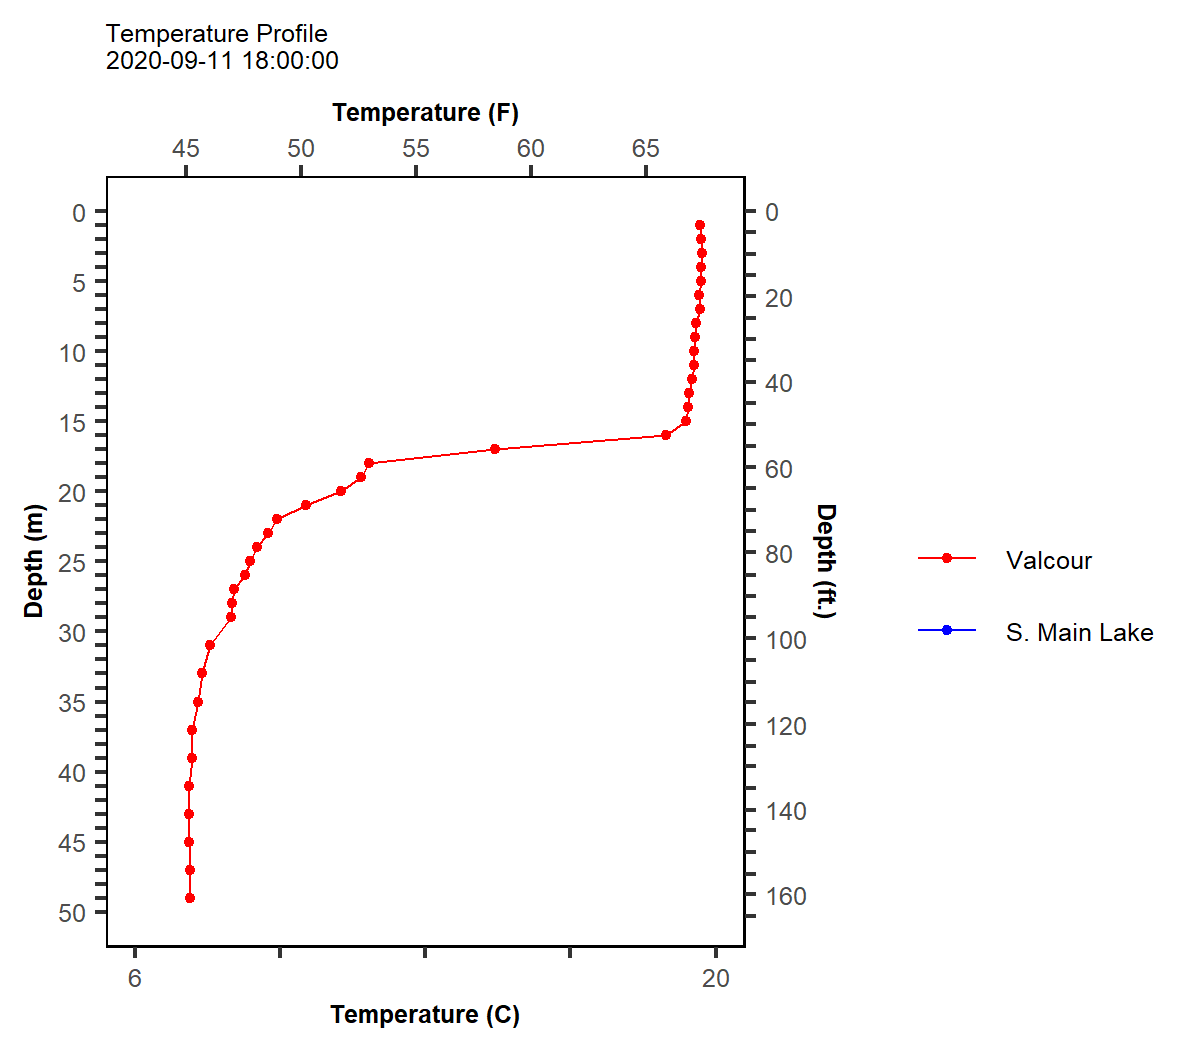 Temperature Profile
2020-09-11 18:00:00
Temperature (F)
45 50 55 60 65
0 0
5
20
10
40
15
60
20
Depth (m)
Depth (ft.)
80
25
Valcour
30
100
S. Main Lake
35
120
40
140
45
160
50
6 20
Temperature (C)